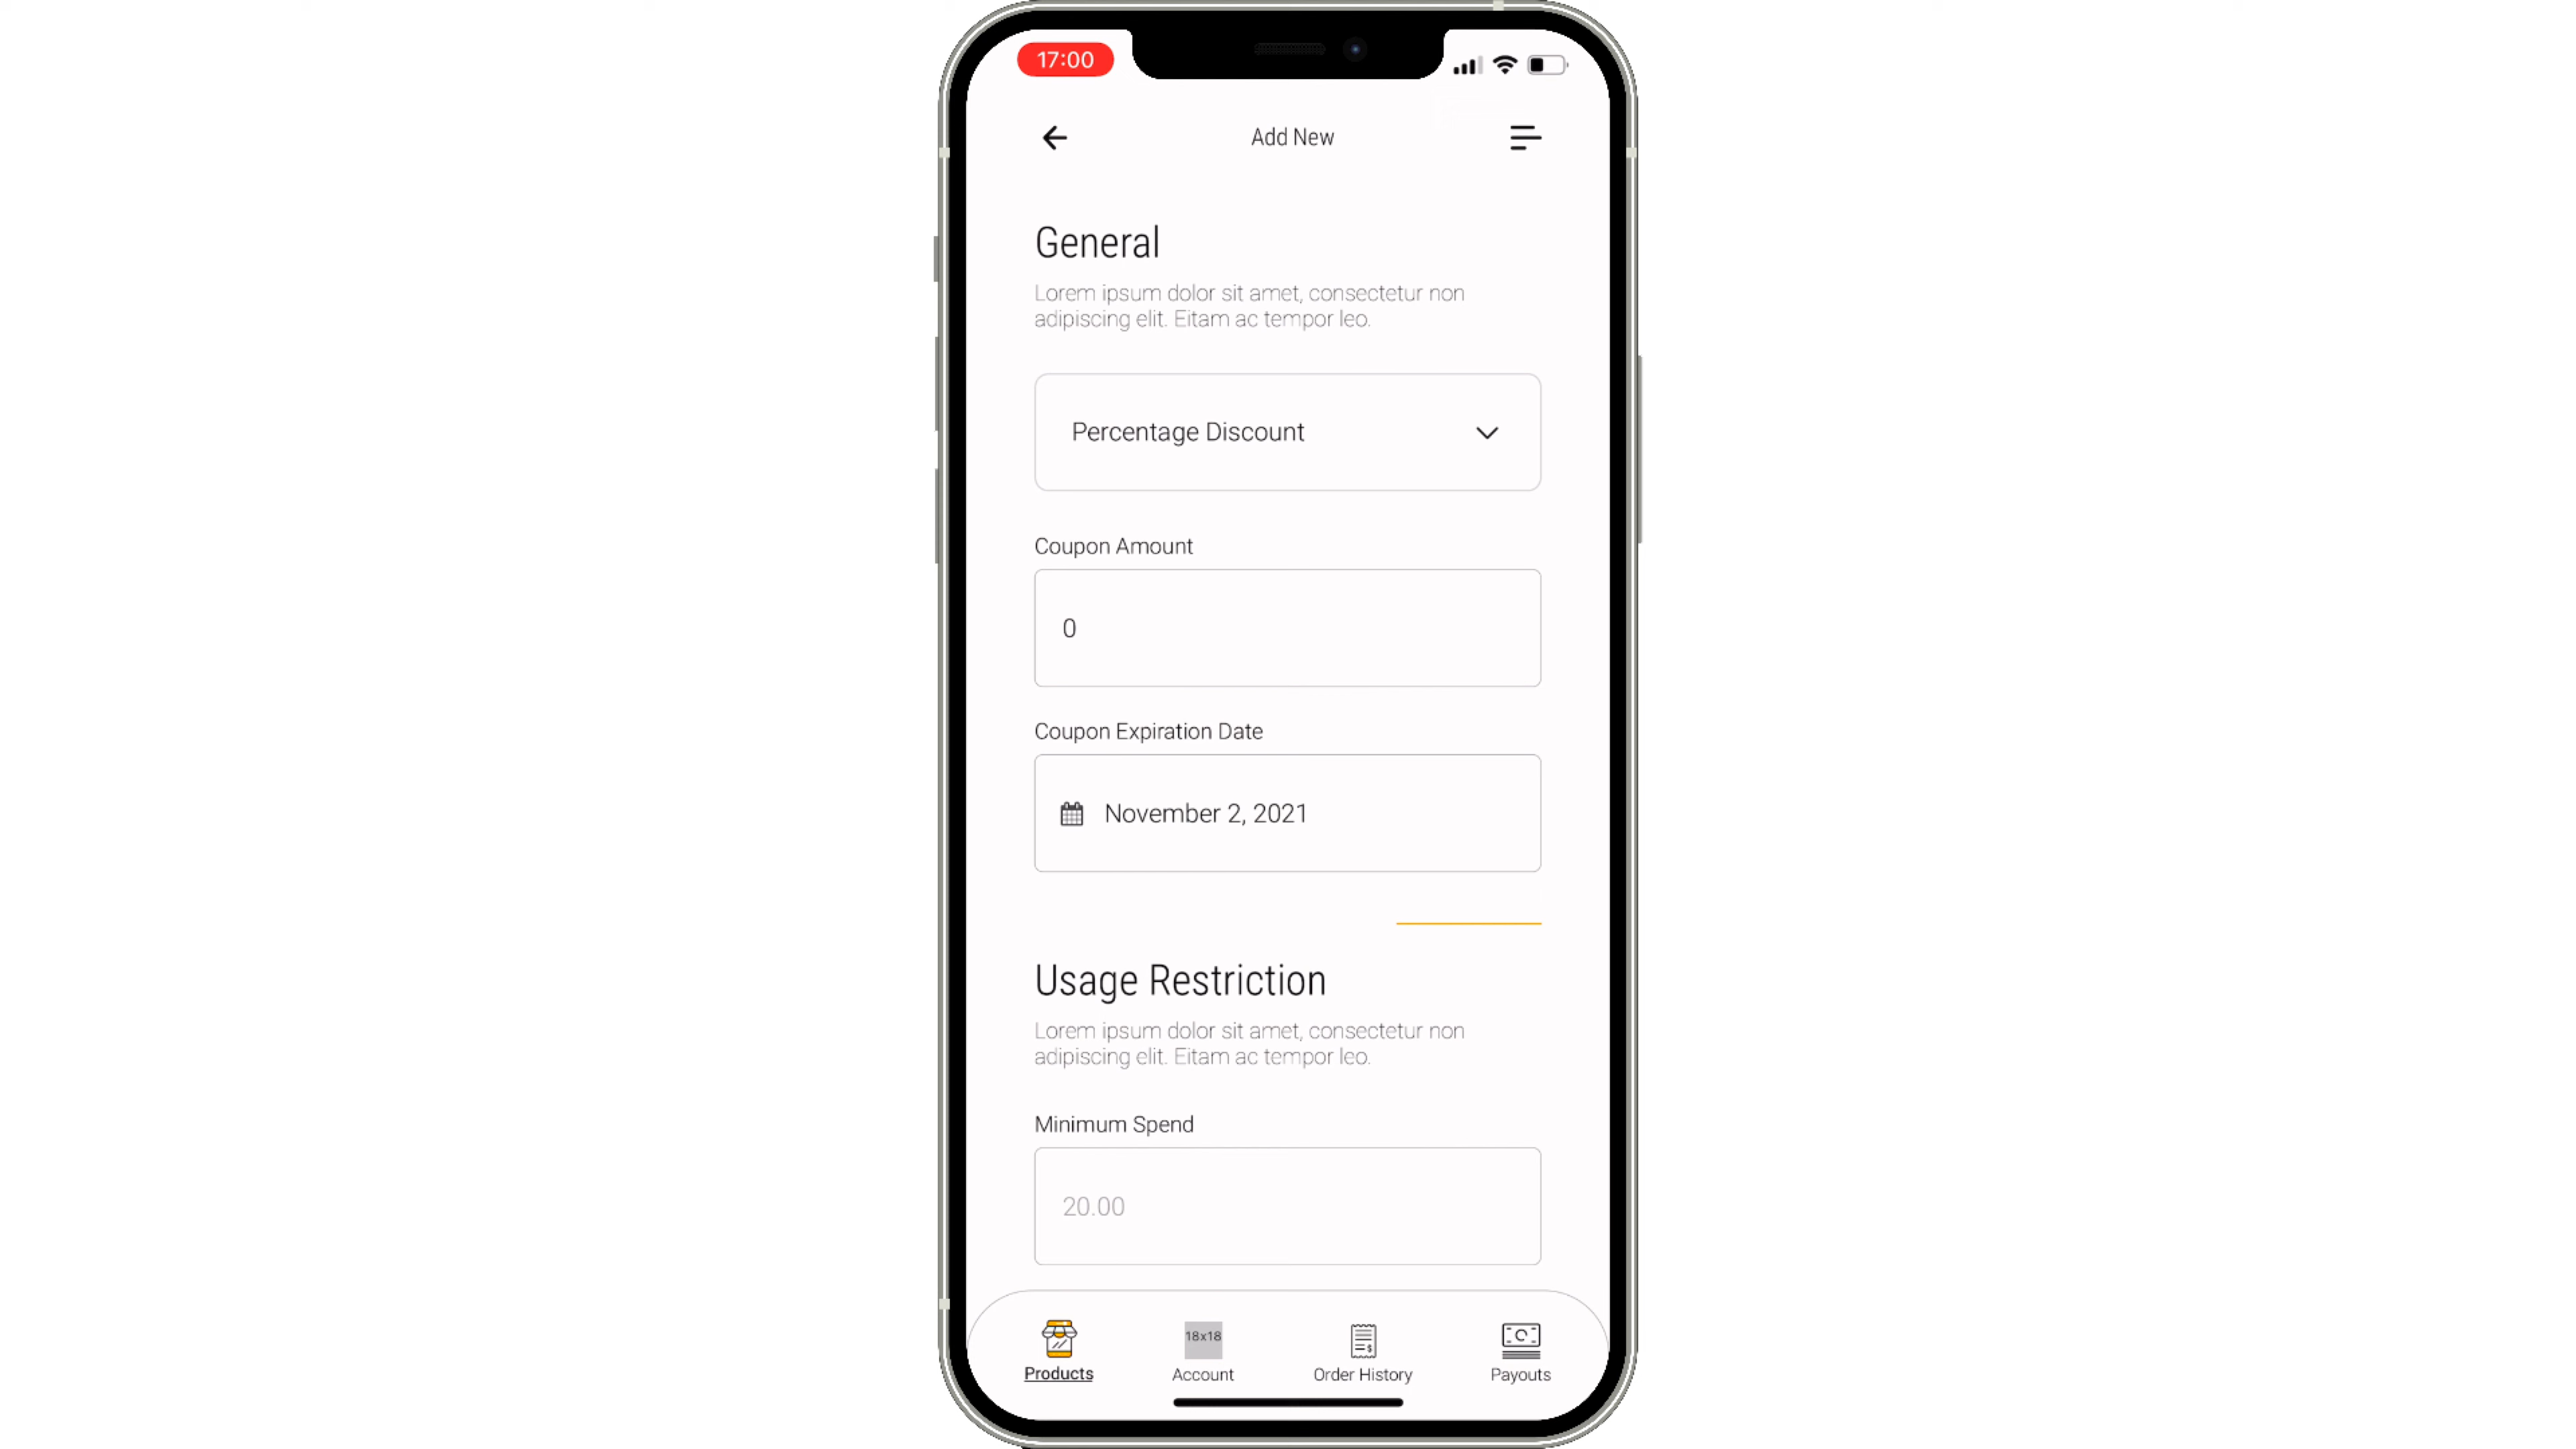 17:00
Add New
General
Lorem ipsum dolor sit amet, consectetur non
adipiscing elit. Eitam ac tempor leo.
Percentage Discount
Coupon Amount
0
Coupon Expiration Date
November 2, 2021
Usage Restriction
Lorem ipsum dolor sit amet, consectetur non
adipiscing elit. Eitam ac tempor leo.
Minimum Spend
20.00
18x18
Products
Account
Order History
Payouts